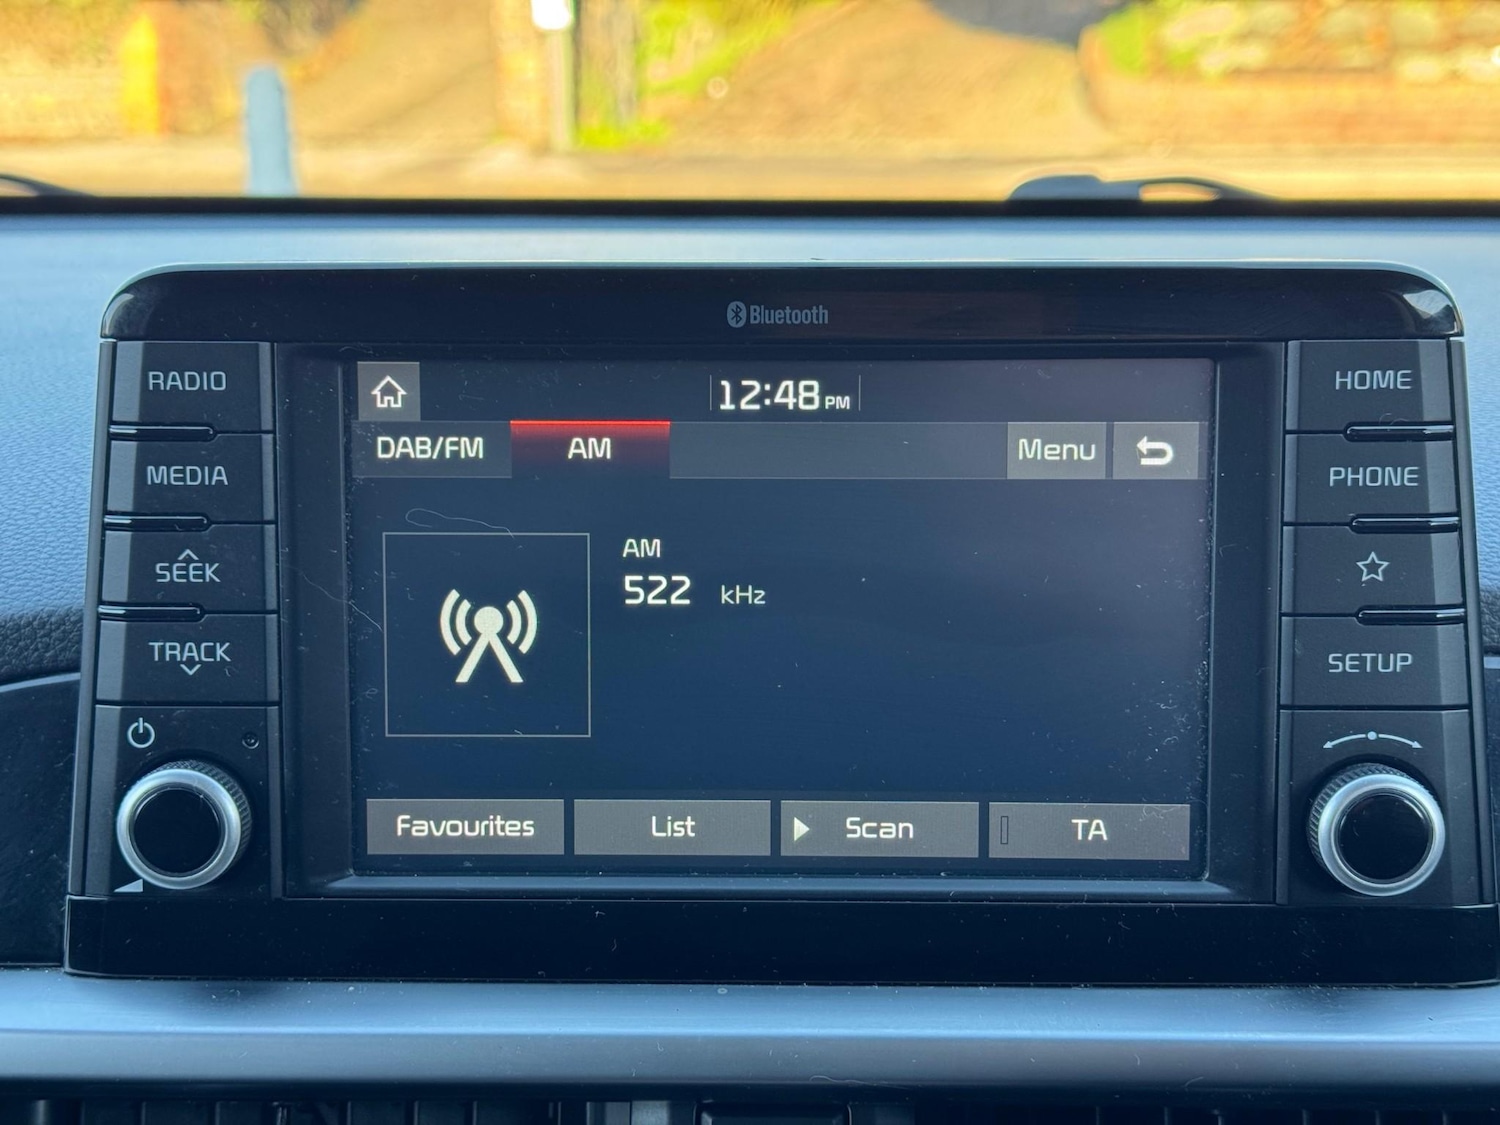 Bluetooth
RADIO
MEDIA
SEEK
TRACK
12:48 PM
DAB/FM AM Menu
AM
522 kHz
Favourites List Scan TA
HOME
PHONE
SETUP